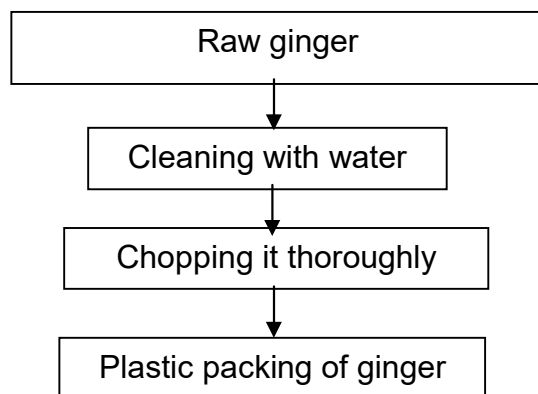 Raw ginger
Cleaning with water
Chopping it thoroughly
Plastic packing of ginger